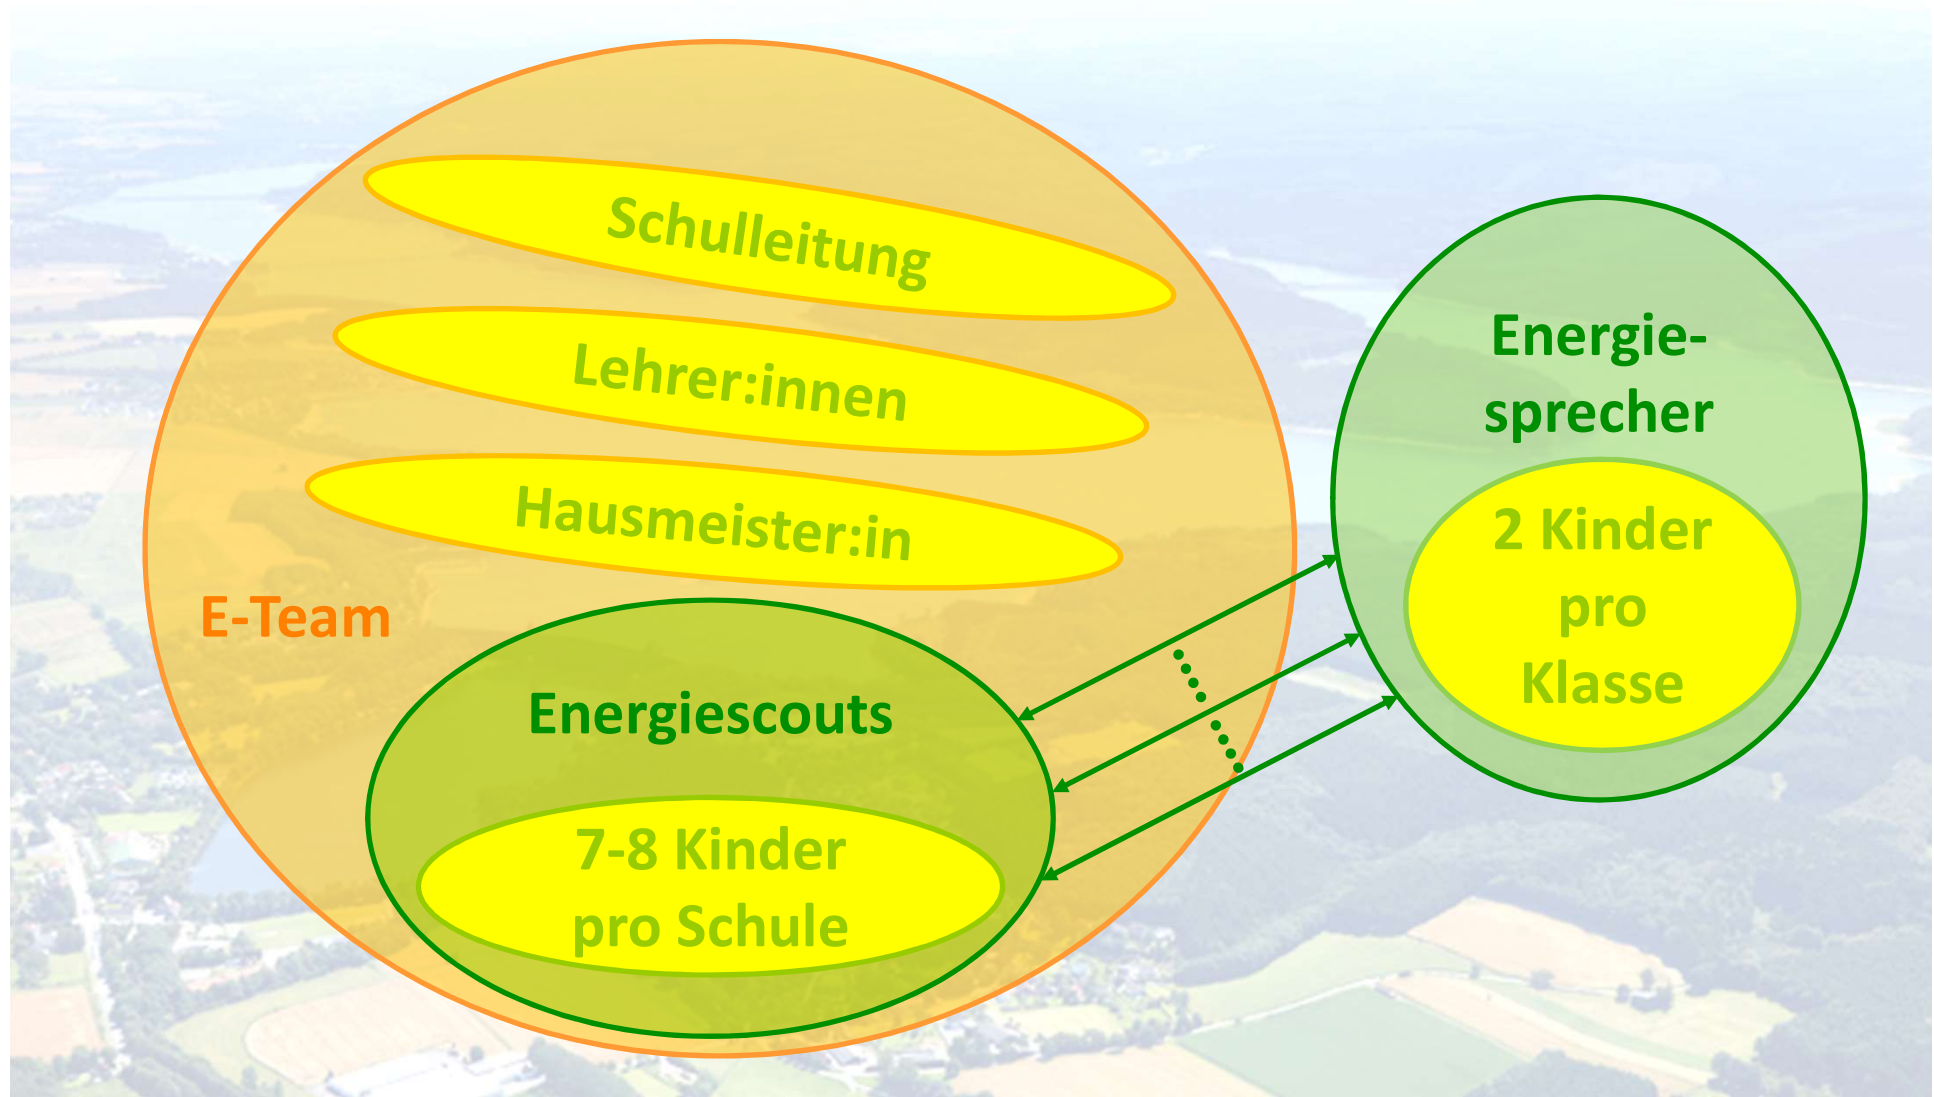 Schulleitung
Lehrer:innen
Hausmeister:in
E-Team
Energiescouts
7-8 Kinder
pro Schule
Energie-
sprecher
2 Kinder
pro
Klasse